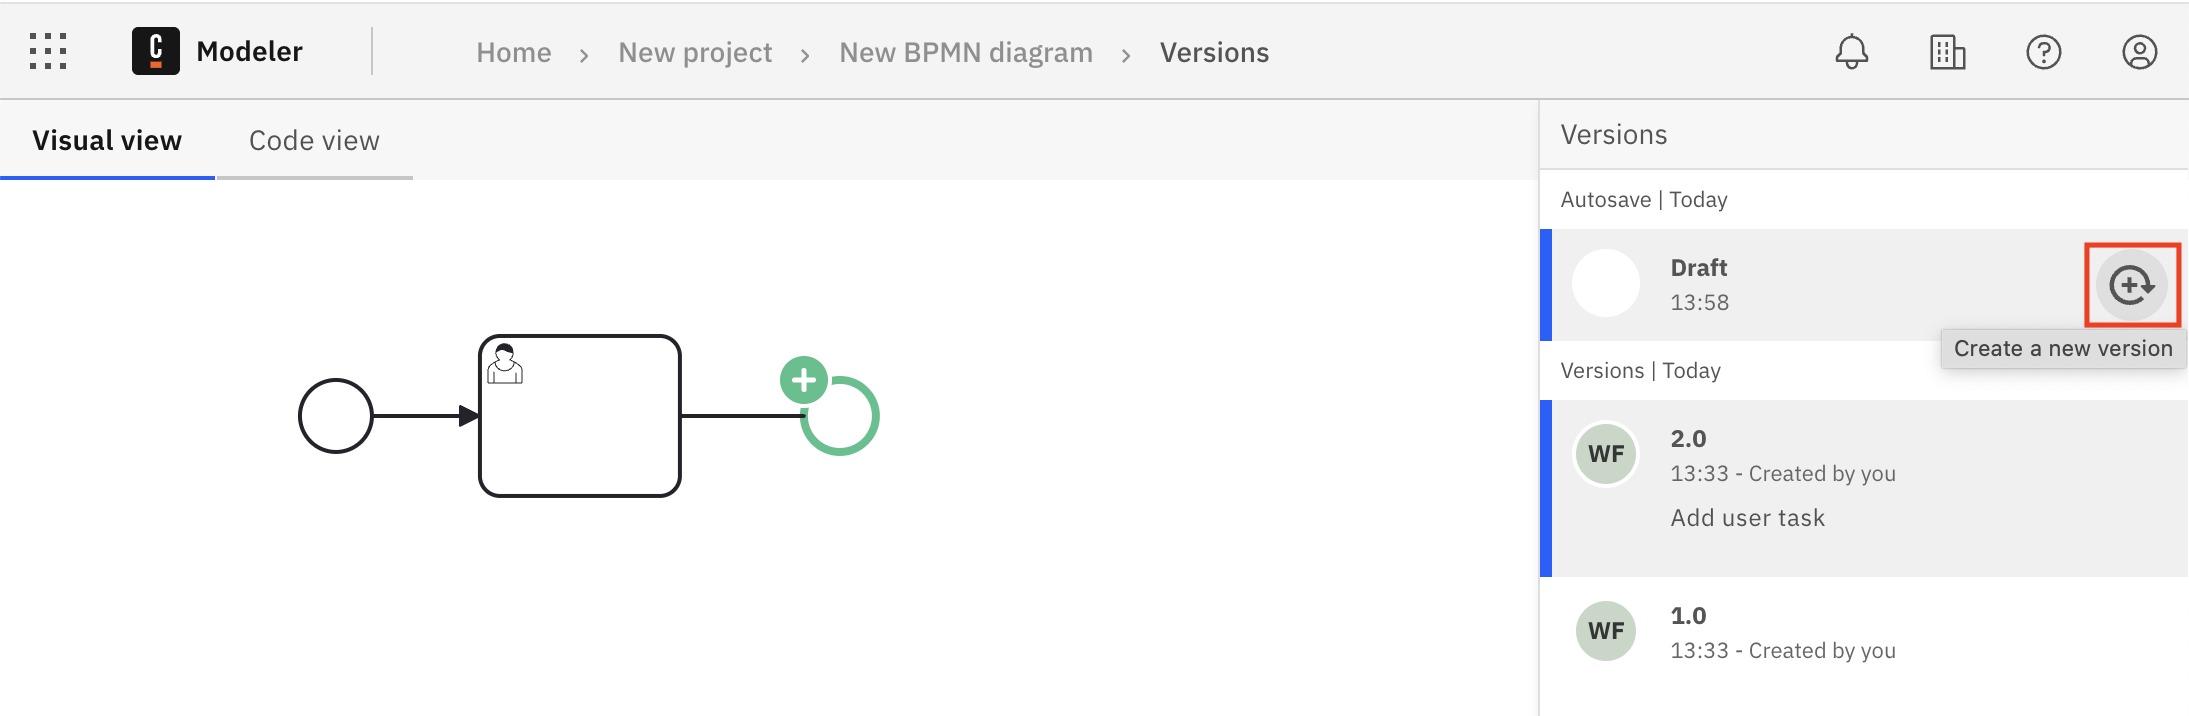 C Modeler Home › New project › New BPMN diagram › Versions
Visual view Code view
Versions
Autosave | Today
Draft
13:58
Create a new version
Versions | Today
WF
2.0
13:33 - Created by you
Add user task
WF
1.0
13:33 - Created by you